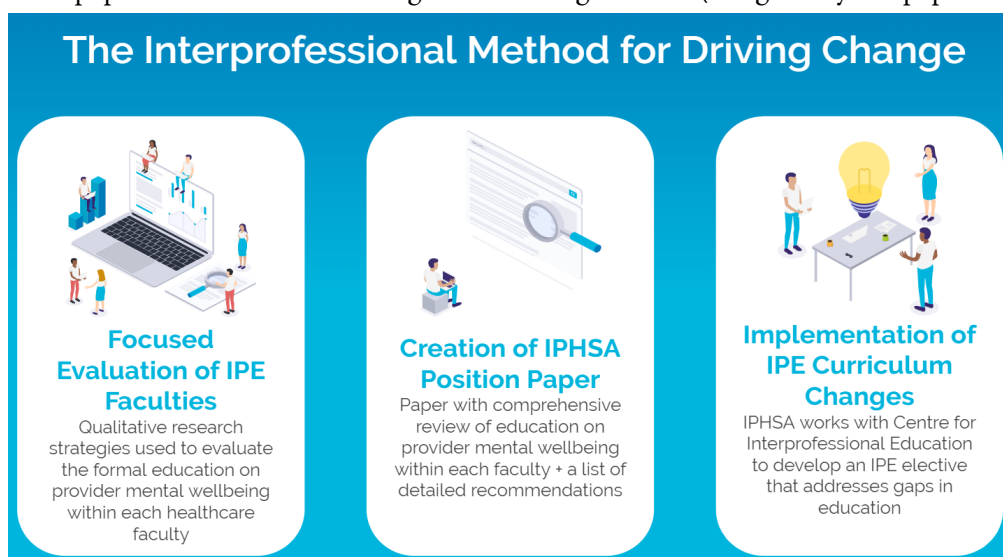 The Interprofessional Method for Driving Change
Focused
Evaluation of IPE
Faculties
Qualitative research
strategies used to evaluate
the formal education on
provider mental wellbeing
within each healthcare
faculty
Creation of IPHSA
Position Paper
Paper with comprehensive
review of education on
provider mental wellbeing
within each faculty + a list of
detailed recommendations
Implementation of
IPE Curriculum
Changes
IPHSA works with Centre for
Interprofessional Education
to develop an IPE elective
that addresses gaps in
education